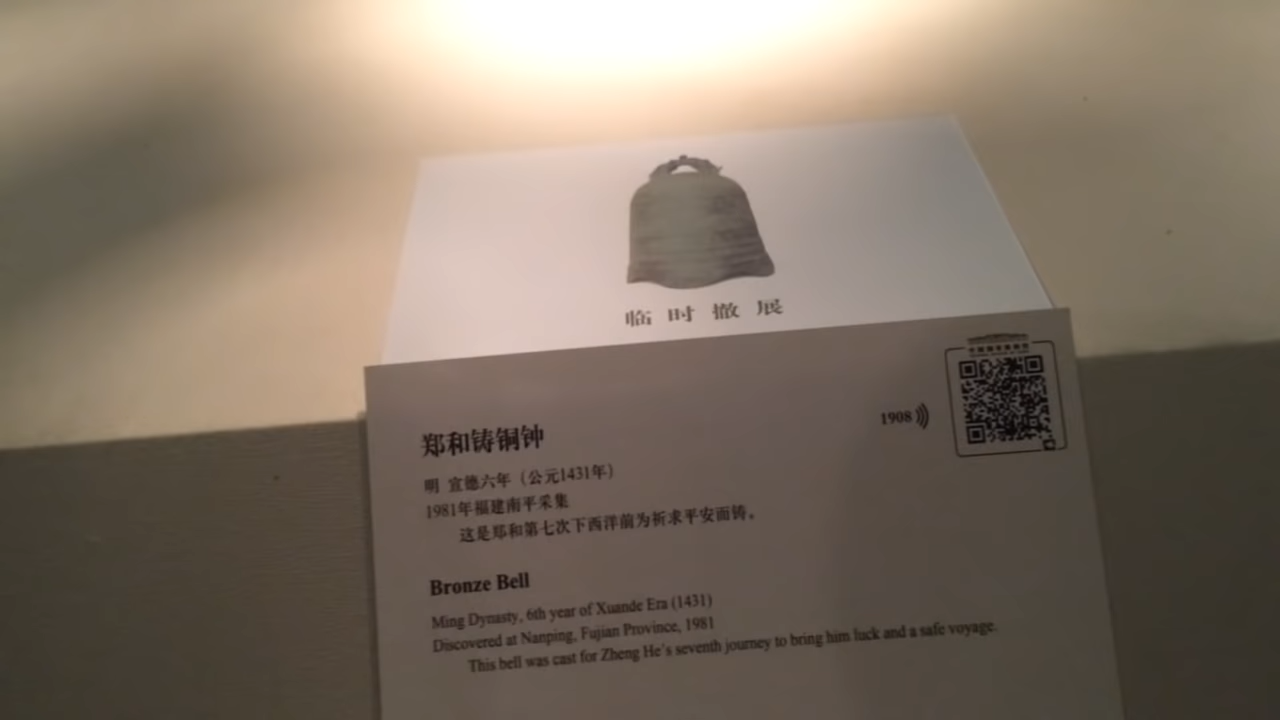 临时撤展
1908
郑和铸铜钟
明 宣德六年（公元1431年）
1981年福建南平采集
这是郑和第七次下西洋前为祈求平安而铸。
Bronze Bell
Ming Dynasty, 6th year of Xuande Era (1431)
Discovered at Nanping, Fujian Province, 1981
This bell was cast for Zheng He's seventh journey to bring him luck and a safe voyage.